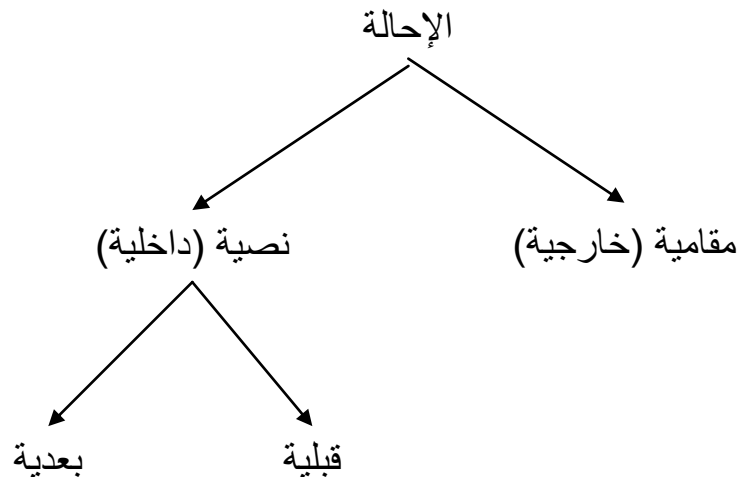 الإحالة
مقامية (خارجية)
نصية (داخلية)
قبلية
بعدية